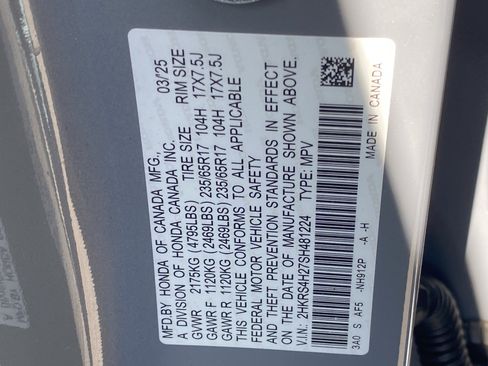 MFD.BY HONDA OF CANADA MFG., 03/25
A DIVISION OF HONDA CANADA INC.
GVWR 2175KG (4795LBS) TIRE SIZE RIM SIZE
GAWR F 1120KG (2469LBS) 235/65R17 104H 17X7.5J
GAWR R 1120KG (2469LBS) 235/65R17 104H 17X7.5J
THIS VEHICLE CONFORMS TO ALL APPLICABLE
FEDERAL MOTOR VEHICLE SAFETY
AND THEFT PREVENTION STANDARDS IN EFFECT
ON THE DATE OF MANUFACTURE SHOWN ABOVE.
V.I.N: 2HKRS4H27SH481224 TYPE: MPV
3A0 S AF5 -NH912P -A -H
MADE IN CANADA